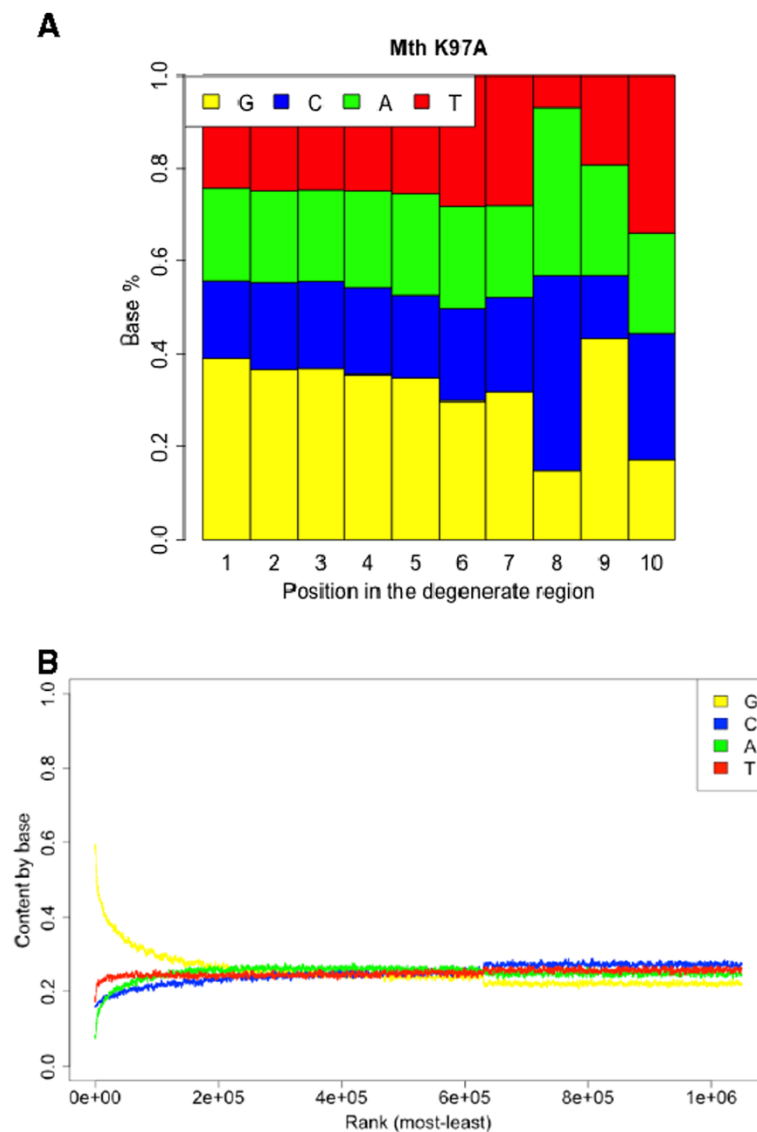 A
Mth K97A
G C A T
Base %
1.0
0.8
0.6
0.4
0.2
0.0
1 2 3 4 5 6 7 8 9 10
Position in the degenerate region
B
G
C
A
T
Content by base
1.0
0.8
0.6
0.4
0.2
0.0
0e+00 2e+05 4e+05 6e+05 8e+05 1e+06
Rank (most-least)